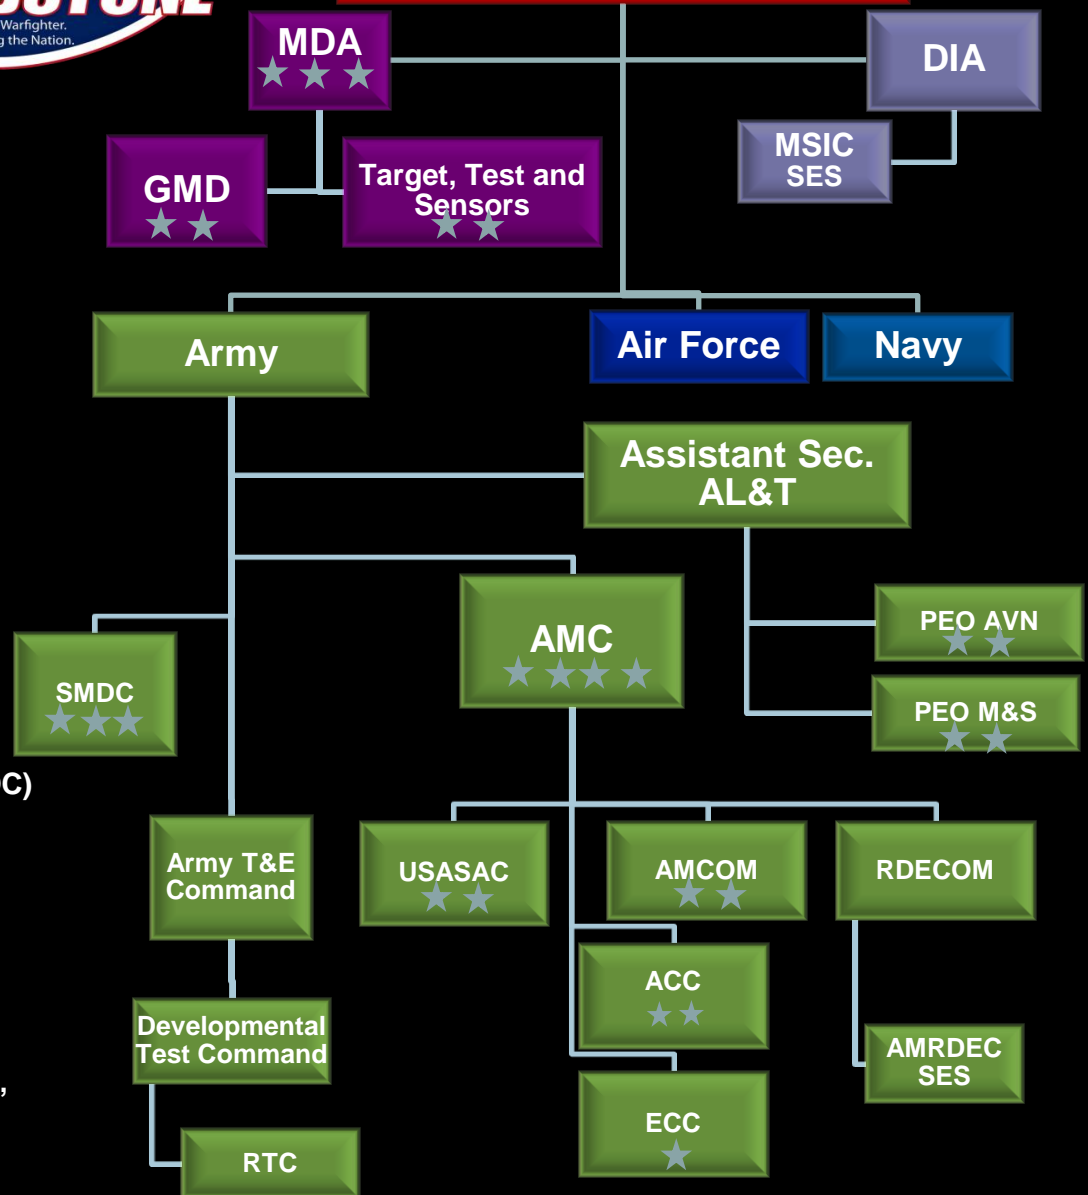 Warfighter.
g the Nation.
MDA
DIA
MSIC
SES
GMD
Target, Test and
Sensors
Army
Air Force
Navy
Assistant Sec.
AL&T
PEO AVN
AMC
SMDC
PEO M&S
C)
Army T&E
Command
USASAC
AMCOM
RDECOM
ACC
Developmental
Test Command
AMRDEC
SES
,
ECC
RTC